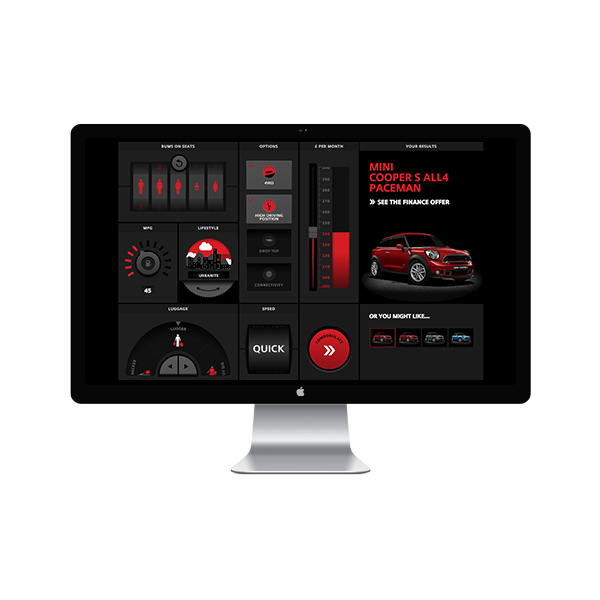 BUMS ON SEATS
OPTIONS
£ PER MONTH
YOUR RESULTS
4WD
HIGH DRIVING
POSITION
DROP TOP
CONNECTIVITY
MINI
COOPER S ALL4
PACEMAN
SEE THE FINANCE OFFER
MPG
45
LIFESTYLE
URBANITE
LUGGAGE
LUGGER
SPEED
QUICK
OR YOU MIGHT LIKE...